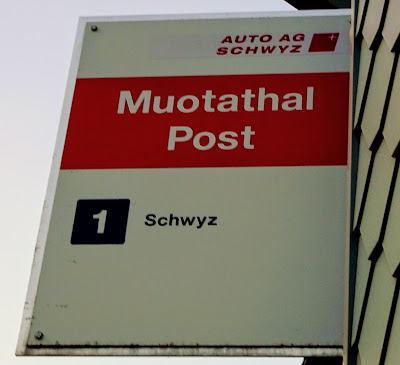 AUTO AG
SCHWYZ
Muotathal
Post
1 Schwyz